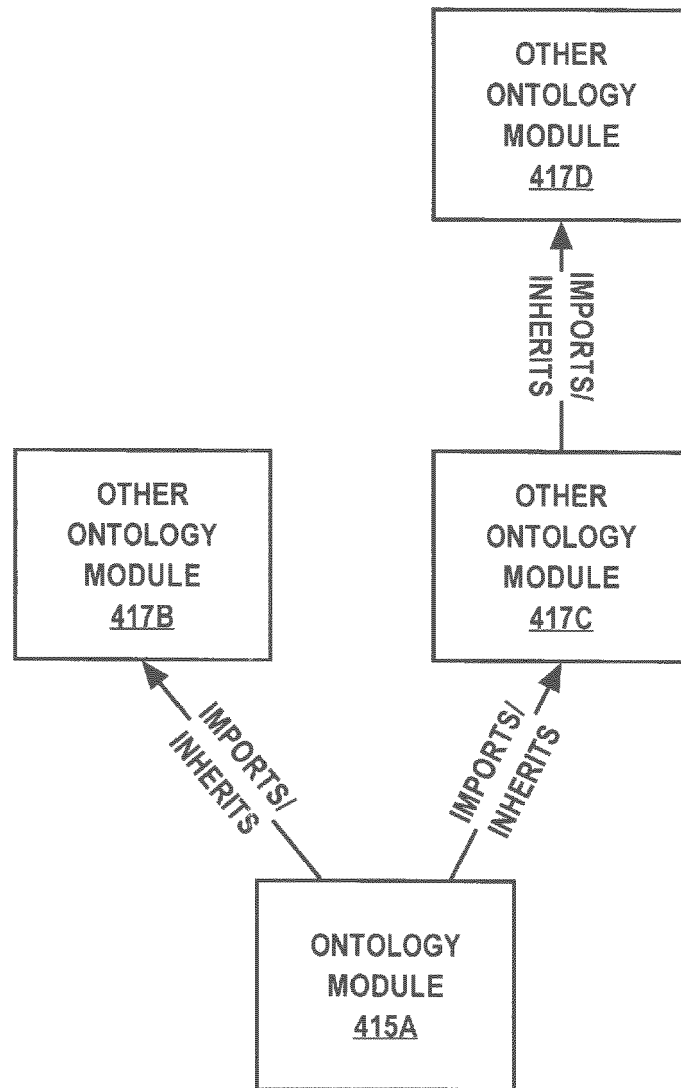 OTHER
ONTOLOGY
MODULE
417D
IMPORTS/
INHERITS
OTHER
ONTOLOGY
MODULE
417B
OTHER
ONTOLOGY
MODULE
417C
IMPORTS/
INHERITS
IMPORTS/
INHERITS
ONTOLOGY
MODULE
415A